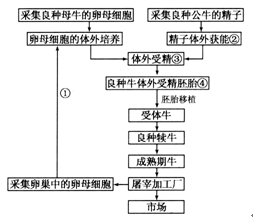 采集良种母牛的卵母细胞
采集良种公牛的精子
卵母细胞的体外培养
精子体外获能②
体外受精③
良种牛体外受精胚胎④
胚胎移植
①
受体牛
良种犊牛
成熟期牛
采集卵巢中的卵母细胞
屠宰加工厂
市场